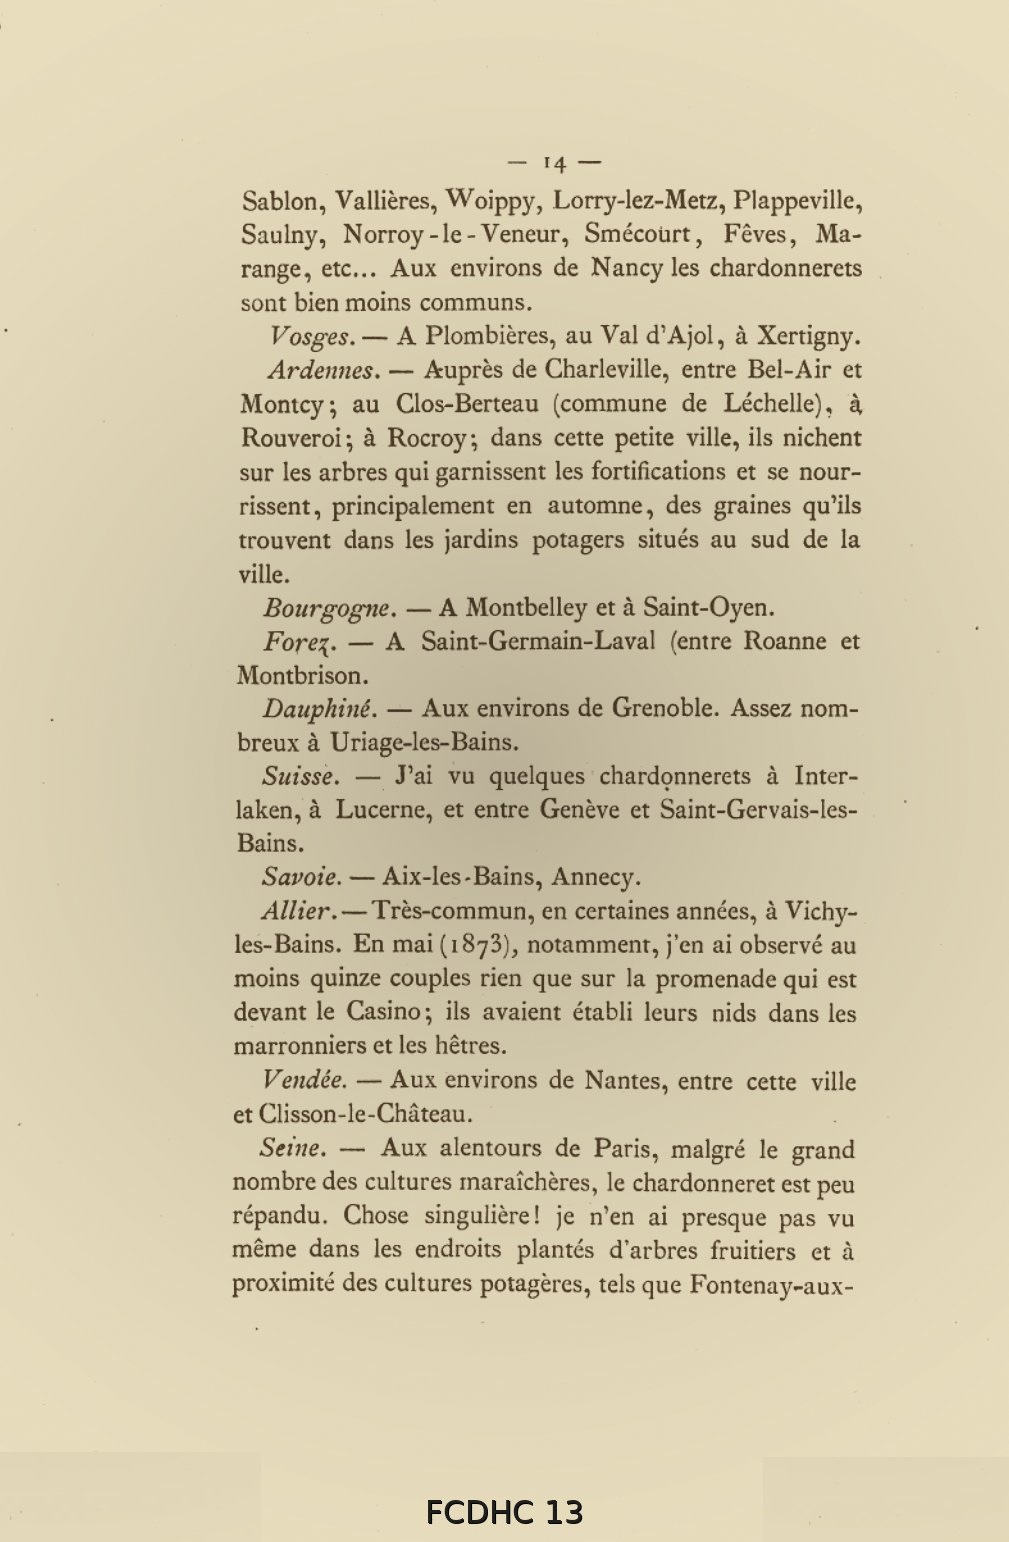 — 14 —
Sablon, Vallières, Woippy, Lorry-lez-Metz, Plappeville,
Saulny, Norroy-le-Veneur, Smécourt, Fêves, Ma-
range, etc... Aux environs de Nancy les chardonnerets
sont bien moins communs.
Vosges. — A Plombières, au Val d'Ajol, à Xertigny.
Ardennes. — Auprès de Charleville, entre Bel-Air et
Montcy; au Clos-Berteau (commune de Léchelle), à
Rouveroi; à Rocroy; dans cette petite ville, ils nichent
sur les arbres qui garnissent les fortifications et se nour-
rissent, principalement en automne, des graines qu'ils
trouvent dans les jardins potagers situés au sud de la
ville.
Bourgogne. — A Montbelley et à Saint-Oyen.
Forez. — A Saint-Germain-Laval (entre Roanne et
Montbrison.
Dauphiné. — Aux environs de Grenoble. Assez nom-
breux à Uriage-les-Bains.
Suisse. — J'ai vu quelques chardonnerets à Inter-
laken, à Lucerne, et entre Genève et Saint-Gervais-les-
Bains.
Savoie. — Aix-les-Bains, Annecy.
Allier. — Très-commun, en certaines années, à Vichy-
les-Bains. En mai (1873), notamment, j'en ai observé au
moins quinze couples rien que sur la promenade qui est
devant le Casino; ils avaient établi leurs nids dans les
marronniers et les hêtres.
Vendée. — Aux environs de Nantes, entre cette ville
et Clisson-le-Château.
Seine. — Aux alentours de Paris, malgré le grand
nombre des cultures maraîchères, le chardonneret est peu
répandu. Chose singulière! je n'en ai presque pas vu
même dans les endroits plantés d'arbres fruitiers et à
proximité des cultures potagères, tels que Fontenay-aux-
FCDHC 13